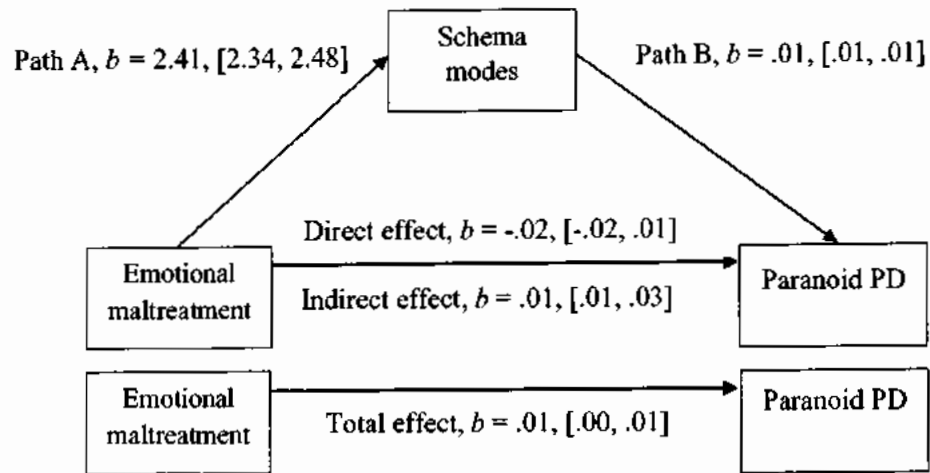 Schema
modes
Path A, b = 2.41, [2.34, 2.48]
Path B, b = .01, [.01, .01]
Direct effect, b = -.02, [-.02, .01]
Emotional
maltreatment
Indirect effect, b = .01, [.01, .03]
Paranoid PD
Emotional
maltreatment
Total effect, b = .01, [.00, .01]
Paranoid PD